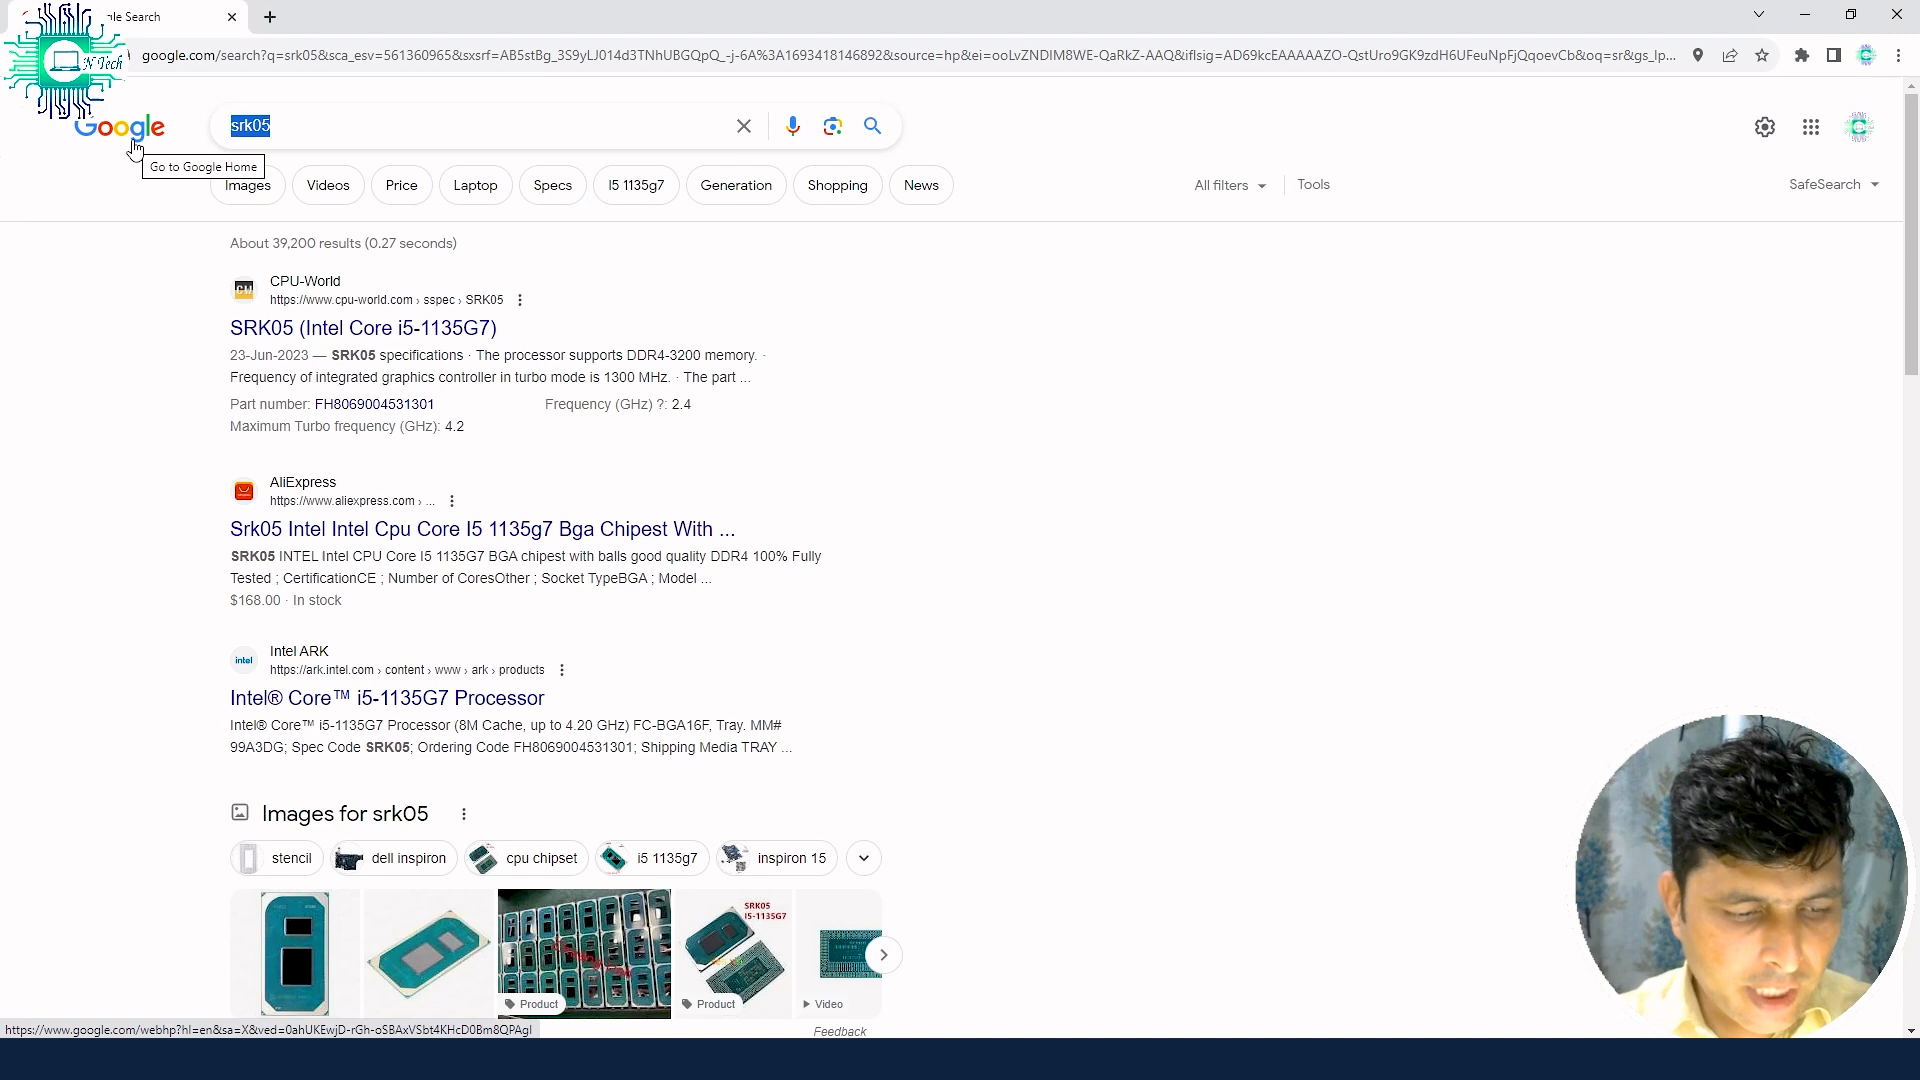 gle Search
N Tech
google.com/search?q=srk05&sca_esv=561360965&sxsrf=AB5stBg_3S9yLJ014d3TNhUBGQpQ_-j-6A%3A1693418146892&source=hp&ei=ooLvZNDIM8WE-QaRkZ-AAQ&iflsig=AD69kcEAAAAAZO-QstUro9GK9zdH6UFeuNpFjQqoevCb&oq=sr&gs_lp...
Google
srk05
Go to Google Home
Images Videos Price Laptop Specs I5 1135g7 Generation Shopping News All filters Tools SafeSearch
About 39,200 results (0.27 seconds)
CPU-World
https://www.cpu-world.com › sspec › SRK05
SRK05 (Intel Core i5-1135G7)
23-Jun-2023 — SRK05 specifications · The processor supports DDR4-3200 memory. ·
Frequency of integrated graphics controller in turbo mode is 1300 MHz. · The part ...
Part number: FH8069004531301 Frequency (GHz) ?: 2.4
Maximum Turbo frequency (GHz): 4.2
AliExpress
https://www.aliexpress.com › ...
Srk05 Intel Intel Cpu Core I5 1135g7 Bga Chipest With ...
SRK05 INTEL Intel CPU Core I5 1135G7 BGA chipest with balls good quality DDR4 100% Fully
Tested ; CertificationCE ; Number of CoresOther ; Socket TypeBGA ; Model ...
$168.00 · In stock
intel
Intel ARK
https://ark.intel.com › content › www › ark › products
Intel® Core™ i5-1135G7 Processor
Intel® Core™ i5-1135G7 Processor (8M Cache, up to 4.20 GHz) FC-BGA16F, Tray. MM#
99A3DG; Spec Code SRK05; Ordering Code FH8069004531301; Shipping Media TRAY ...
Images for srk05
stencil dell inspiron cpu chipset i5 1135g7 inspiron 15
SRK05
I5-1135G7
Product Product Video
Feedback
https://www.google.com/webhp?hl=en&sa=X&ved=0ahUKEwjD-rGh-oSBAxVSbt4KHcD0Bm8QPAgI